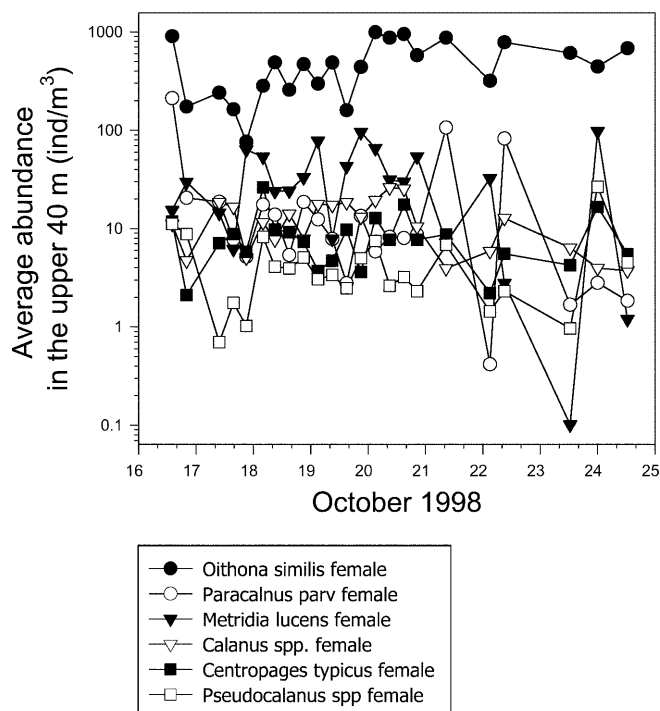 Average abundance
in the upper 40 m (ind/m³)
1000
100
10
1
0.1
16 17 18 19 20 21 22 23 24 25
October 1998
Oithona similis female
Paracalnus parv female
Metridia lucens female
Calanus spp. female
Centropages typicus female
Pseudocalanus spp female